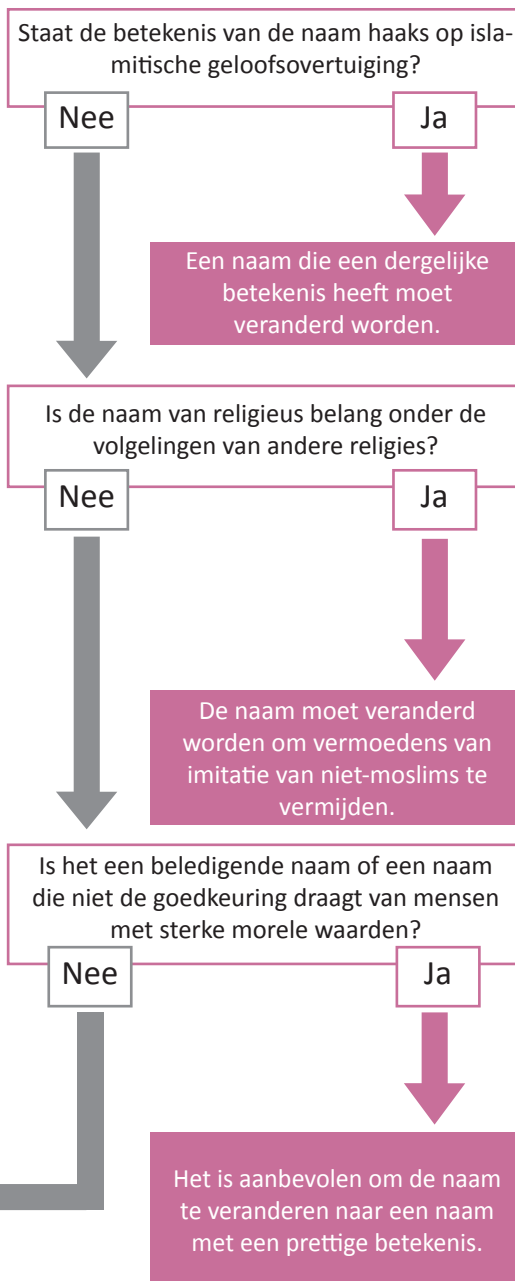 Staat de betekenis van de naam haaks op isla-
mitische geloofsovertuiging?
Nee
Ja
Een naam die een dergelijke
betekenis heeft moet
veranderd worden.
Is de naam van religieus belang onder de
volgelingen van andere religies?
Nee
Ja
De naam moet veranderd
worden om vermoedens van
imitatie van niet-moslims te
vermijden.
Is het een beledigende naam of een naam
die niet de goedkeuring draagt van mensen
met sterke morele waarden?
Nee
Ja
Het is aanbevolen om de naam
te veranderen naar een naam
met een prettige betekenis.